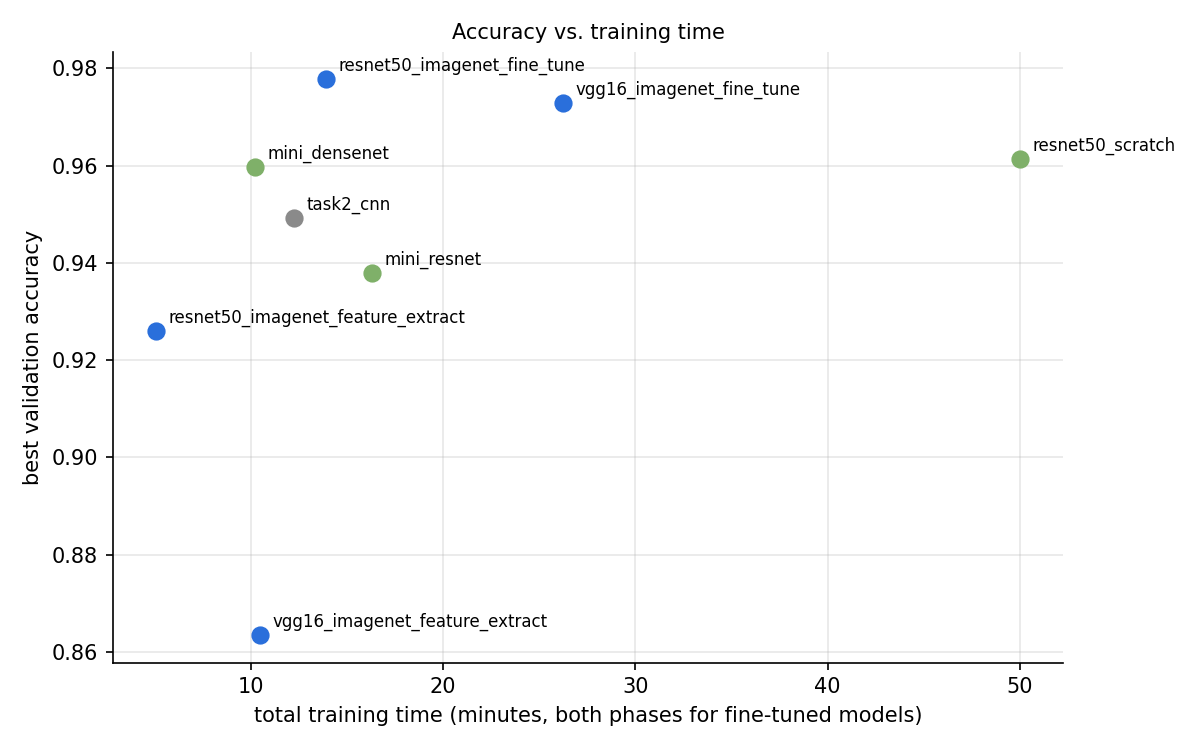 Accuracy vs. training time
best validation accuracy
0.98
0.96
0.94
0.92
0.90
0.88
0.86
resnet50_imagenet_fine_tune
vgg16_imagenet_fine_tune
resnet50_scratch
mini_densenet
task2_cnn
mini_resnet
resnet50_imagenet_feature_extract
vgg16_imagenet_feature_extract
10
20
30
40
50
total training time (minutes, both phases for fine-tuned models)